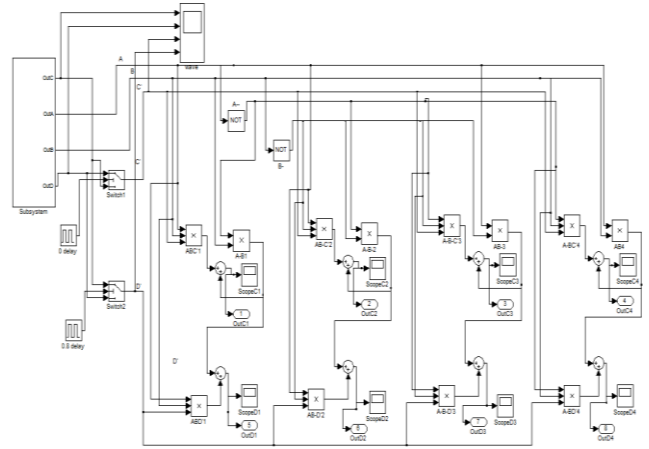 wave
A
B
C'
OutC
OutA
OutB
OutD
Subsystem
C'
Switch1
0 delay
D'
Switch2
0.8 delay
D'
A--
NOT
B-
NOT
X
ABC'1
X
A-B1
ScopeC1
1
OutC1
X
ABD'1
ScopeD1
5
OutD1
X
AB-C'2
X
A-B-2
ScopeC2
2
OutC2
X
AB-D'2
ScopeD2
6
OutD2
X
A-B-C'3
X
AB-3
ScopeC3
3
OutC3
X
A-B-D'3
ScopeD3
7
OutD3
X
A-BC'4
X
AB4
ScopeC4
4
OutC4
X
A-BD'4
ScopeD4
8
OutD4